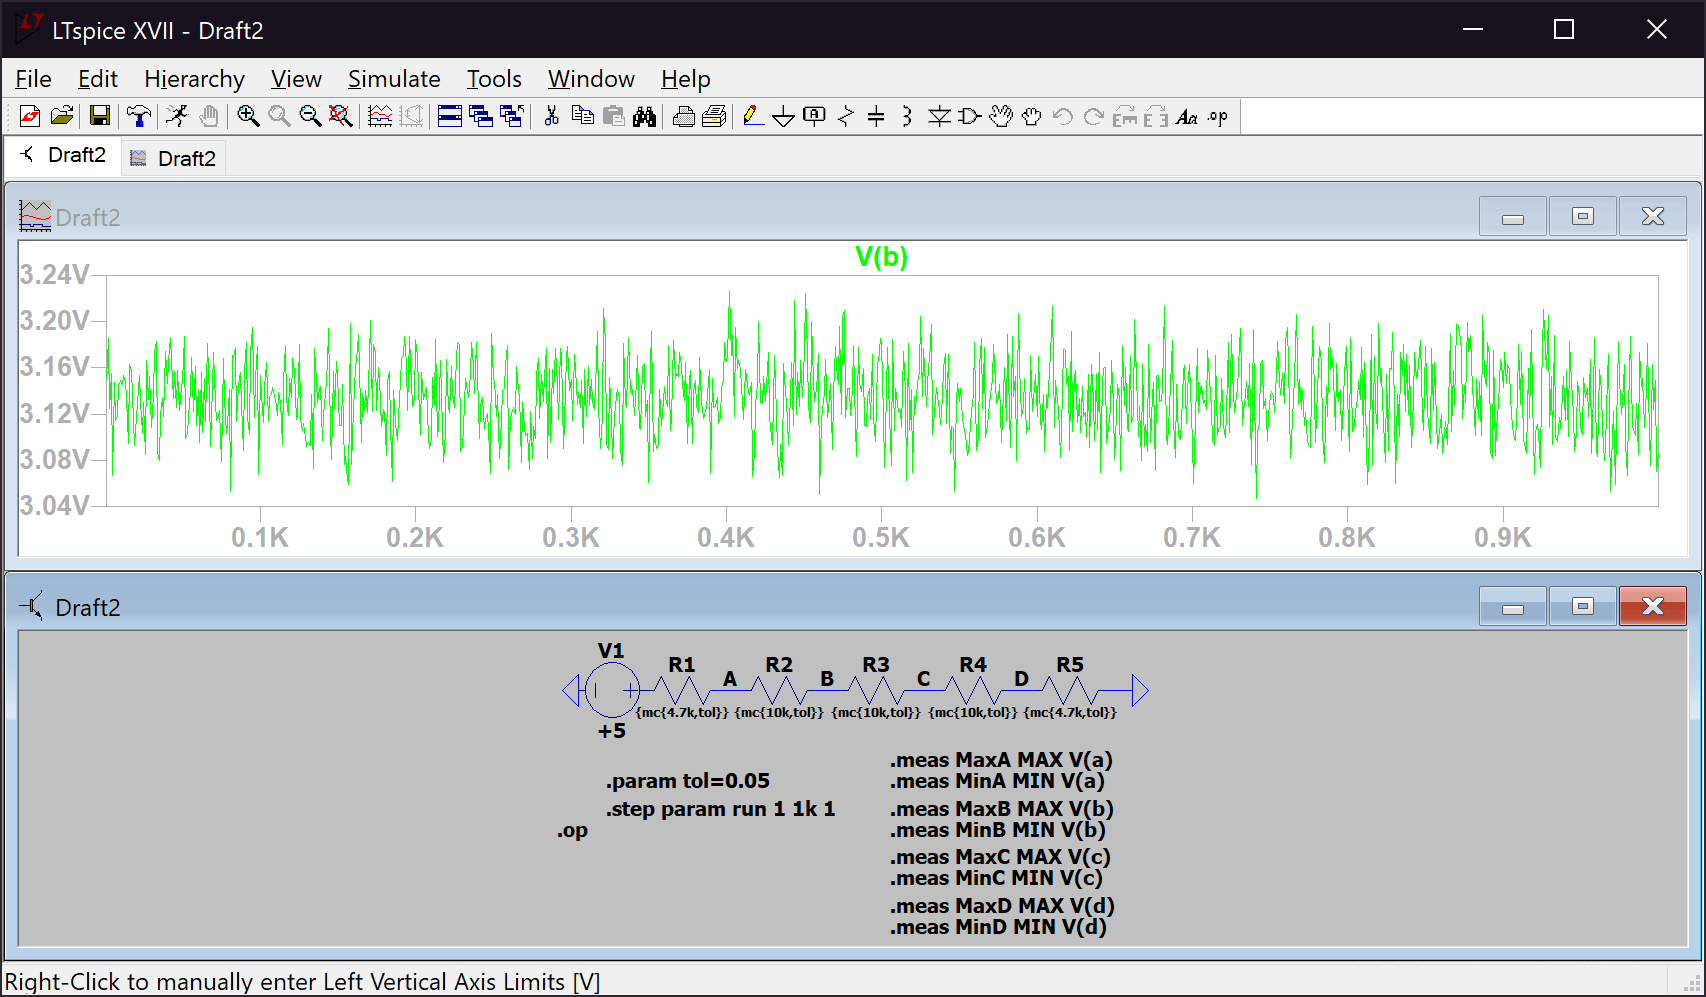 LTspice XVII - Draft2
File Edit Hierarchy View Simulate Tools Window Help
Draft2 Draft2
Draft2
V(b)
3.24V
3.20V
3.16V
3.12V
3.08V
3.04V
0.1K 0.2K 0.3K 0.4K 0.5K 0.6K 0.7K 0.8K 0.9K
Draft2
V1
R1 R2 R3 R4 R5
A B C D
{mc{4.7k,tol}} {mc{10k,tol}} {mc{10k,tol}} {mc{10k,tol}} {mc{4.7k,tol}}
+5
.param tol=0.05
.step param run 1 1k 1
.op
.meas MaxA MAX V(a)
.meas MinA MIN V(a)
.meas MaxB MAX V(b)
.meas MinB MIN V(b)
.meas MaxC MAX V(c)
.meas MinC MIN V(c)
.meas MaxD MAX V(d)
.meas MinD MIN V(d)
Right-Click to manually enter Left Vertical Axis Limits [V]